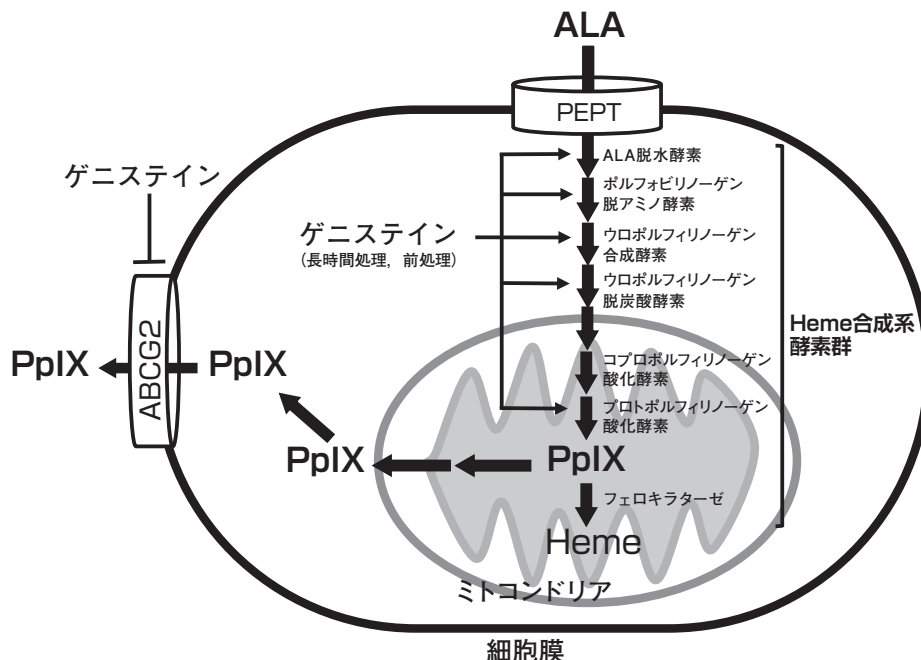 ALA
PEPT
ALA脱水酵素
ポルフォビリノーゲン
脱アミノ酵素
ウロポルフィリノーゲン
合成酵素
ウロポルフィリノーゲン
脱炭酸酵素
コプロポルフィリノーゲン
酸化酵素
プロトポルフィリノーゲン
酸化酵素
Heme合成系
酵素群
ゲニステイン
ゲニステイン
(長時間処理, 前処理)
ABCG2
PpIX
PpIX
PpIX
PpIX
フェロキラターゼ
Heme
ミトコンドリア
細胞膜